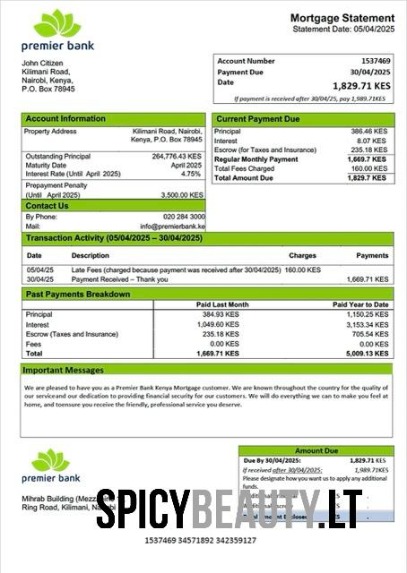 premier bank
Mortgage Statement
Statement Date: 05/04/2025
John Citizen
Kilimani Road,
Nairobi, Kenya,
P.O. Box 78945
Account Number 1537469
Payment Due 30/04/2025
Date 1,829.71 KES
If payment is received after 30/04/25, pay 1,989.71KES
Account Information
Property Address Kilimani Road, Nairobi,
Kenya, P.O. Box 78945
Outstanding Principal 264,776.43 KES
Maturity Date April 2025
Interest Rate (Until April 2025) 4.75%
Prepayment Penalty
(Until April 2025) 3,500.00 KES
Contact Us
By Phone: 020 284 3000
Mail: info@premierbank.ke
Current Payment Due
Principal 386.46 KES
Interest 8.07 KES
Escrow (for Taxes and Insurance) 235.18 KES
Regular Monthly Payment 1,669.7 KES
Total Fees Charged 160.00 KES
Total Amount Due 1,829.7 KES
Transaction Activity (05/04/2025 – 30/04/2025)
Date Description Charges Payments
05/04/25 Late Fees (charged because payment was received after 30/04/2025) 160.00 KES
30/04/25 Payment Received – Thank you 1,669.71 KES
Past Payments Breakdown
Paid Last Month Paid Year to Date
Principal 384.93 KES 1,150.25 KES
Interest 1,049.60 KES 3,153.34 KES
Escrow (Taxes and Insurance) 235.18 KES 705.54 KES
Fees 0.00 KES 0.00 KES
Total 1,669.71 KES 5,009.13 KES
Important Messages
We are pleased to have you as a Premier Bank Kenya Mortgage customer. We are known throughout the country for the quality of
our serviceand our dedication to providing financial security for our customers. We will do everything we can to make you feel at
home, and toensure you receive the friendly, professional service you deserve.
premier bank
Mihrab Building (Mezz
Ring Road, Kilimani, Nairobi
Amount Due
Due By 30/04/2025: 1,829.71 KES
If received after 30/04/2025: 1,989.71KES
Please designate how you want us to apply any additional
funds.
SPICYBEAUTY.LT
1537469 34571892 342359127